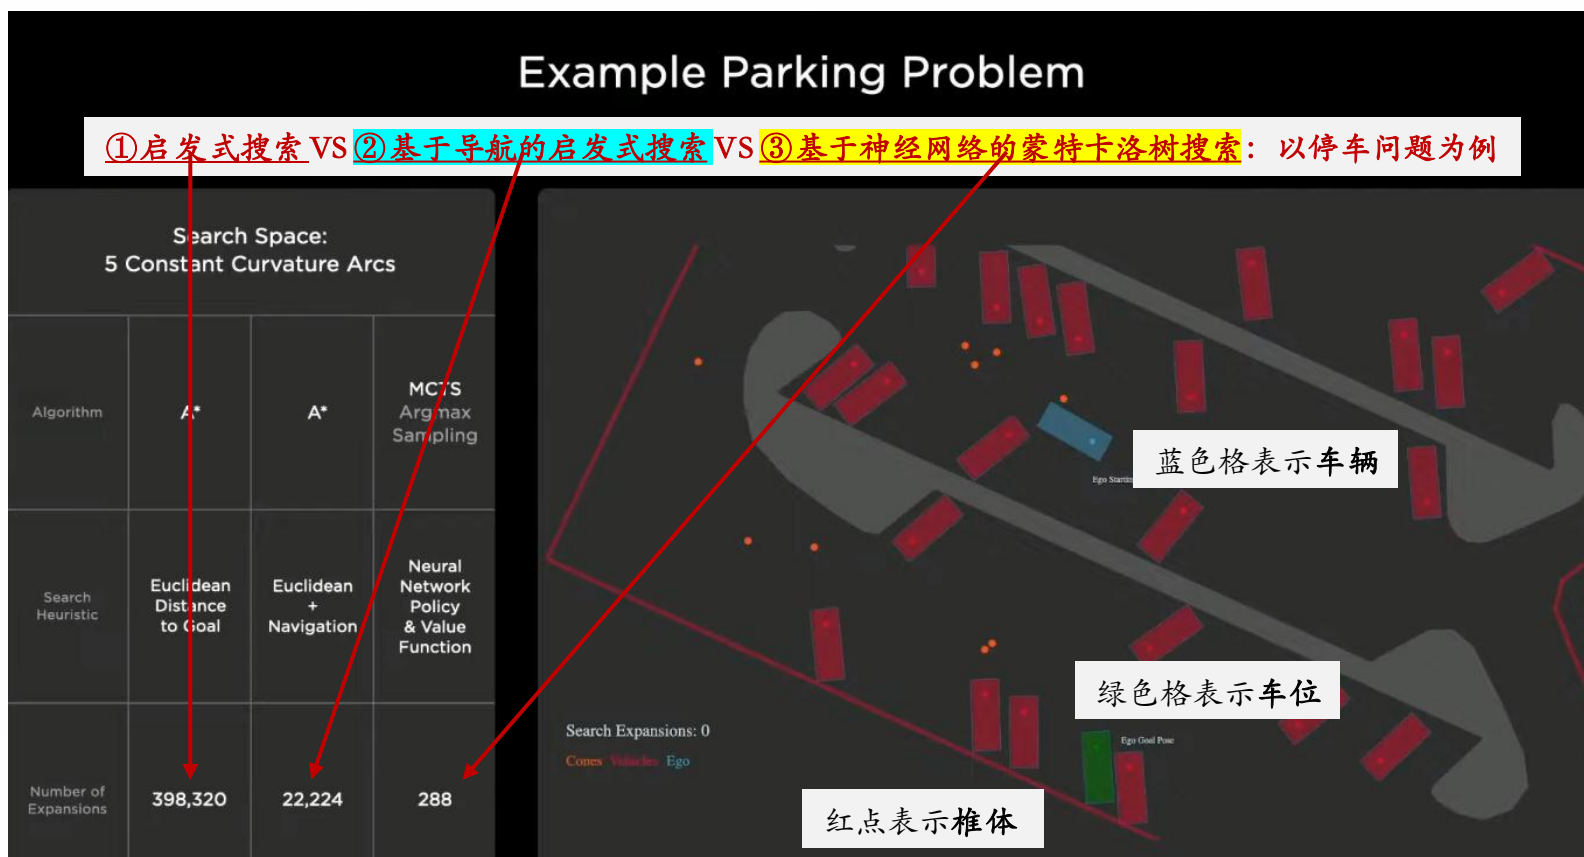 Example Parking Problem
①启发式搜索 VS ②基于导航的启发式搜索 VS ③基于神经网络的蒙特卡洛树搜索：以停车问题为例
Search Space:
5 Constant Curvature Arcs
Algorithm
A*
A*
MCTS
Argmax
Sampling
Search
Heuristic
Euclidean
Distance
to Goal
Euclidean
+
Navigation
Neural
Network
Policy
& Value
Function
Number of
Expansions
398,320
22,224
288
蓝色格表示车辆
Ego
绿色格表示车位
Ego Goal Pose
Search Expansions: 0
Cones Vehicles Ego
红点表示椎体